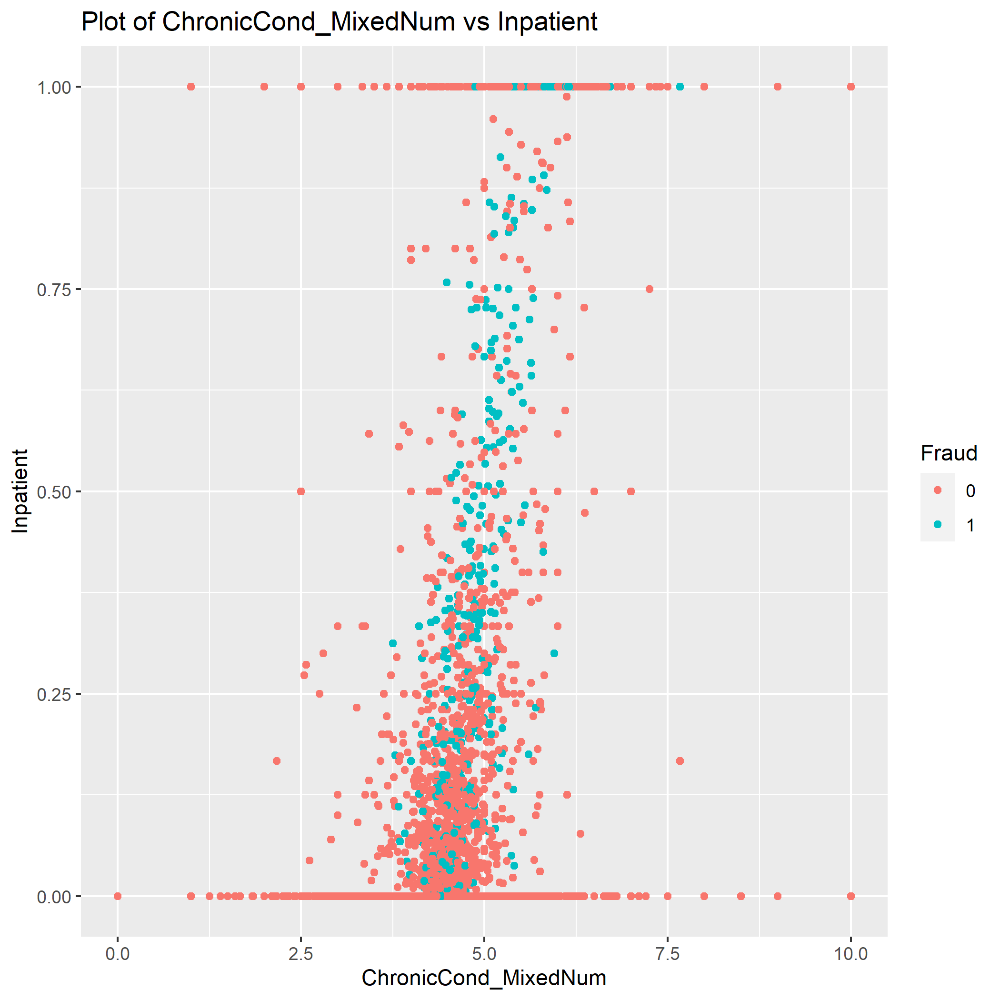 Plot of ChronicCond_MixedNum vs Inpatient
1.00
0.75
0.50
0.25
0.00
Inpatient
0.0 2.5 5.0 7.5 10.0
ChronicCond_MixedNum
Fraud
0
1